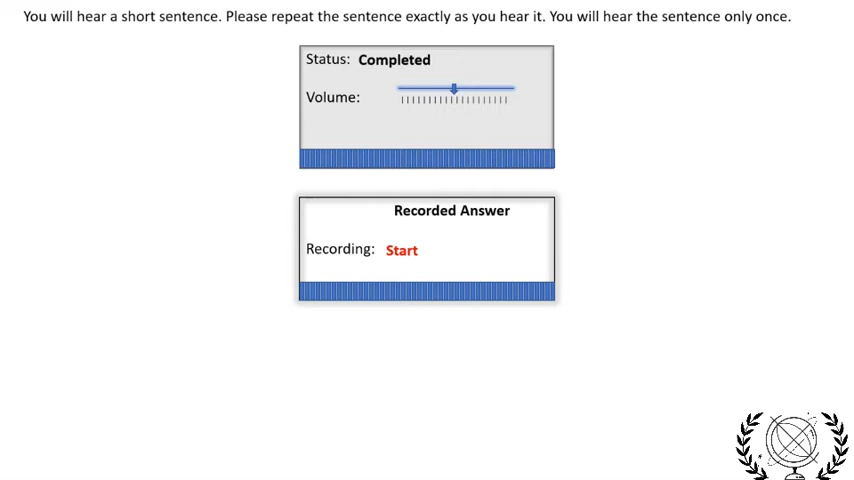 You will hear a short sentence. Please repeat the sentence exactly as you hear it. You will hear the sentence only once.
Status: Completed
Volume:
Recorded Answer
Recording: Start